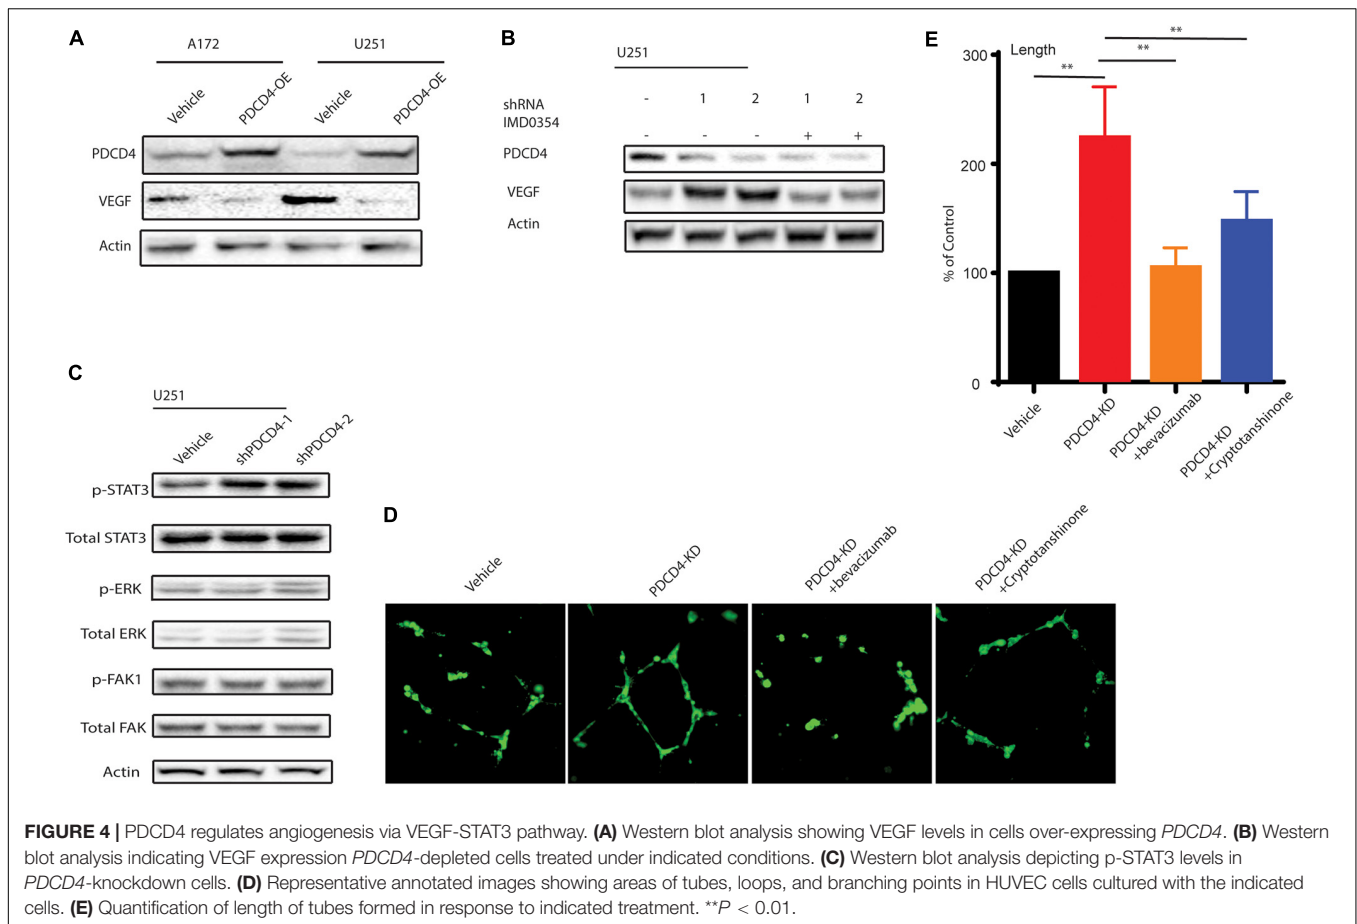 A
A172
U251
Vehicle
PDCD4-OE
Vehicle
PDCD4-OE
PDCD4
VEGF
Actin
B
U251
shRNA - 1 2 1 2
IMD0354
- - - + +
PDCD4
VEGF
Actin
C
U251
Vehicle
shPDCD4-1
shPDCD4-2
p-STAT3
Total STAT3
p-ERK
Total ERK
p-FAK1
Total FAK
Actin
D
Vehicle
PDCD4-KD
PDCD4-KD
+bevacizumab
PDCD4-KD
+Cryptotanshinone
E
Length
**
**
**
300
200
100
0
% of Control
Vehicle
PDCD4-KD
PDCD4-KD
+bevacizumab
PDCD4-KD
+Cryptotanshinone
FIGURE 4 | PDCD4 regulates angiogenesis via VEGF-STAT3 pathway. (A) Western blot analysis showing VEGF levels in cells over-expressing PDCD4. (B) Western
blot analysis indicating VEGF expression PDCD4-depleted cells treated under indicated conditions. (C) Western blot analysis depicting p-STAT3 levels in
PDCD4-knockdown cells. (D) Representative annotated images showing areas of tubes, loops, and branching points in HUVEC cells cultured with the indicated
cells. (E) Quantification of length of tubes formed in response to indicated treatment. **P < 0.01.